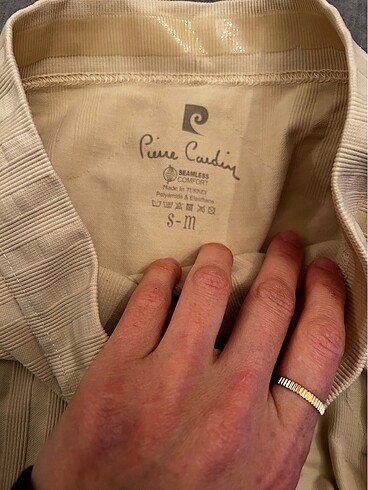 Pierre Cardin
SEAMLESS
COMFORT
Made in TURKEY
Polyamide & Elasthane
S-M